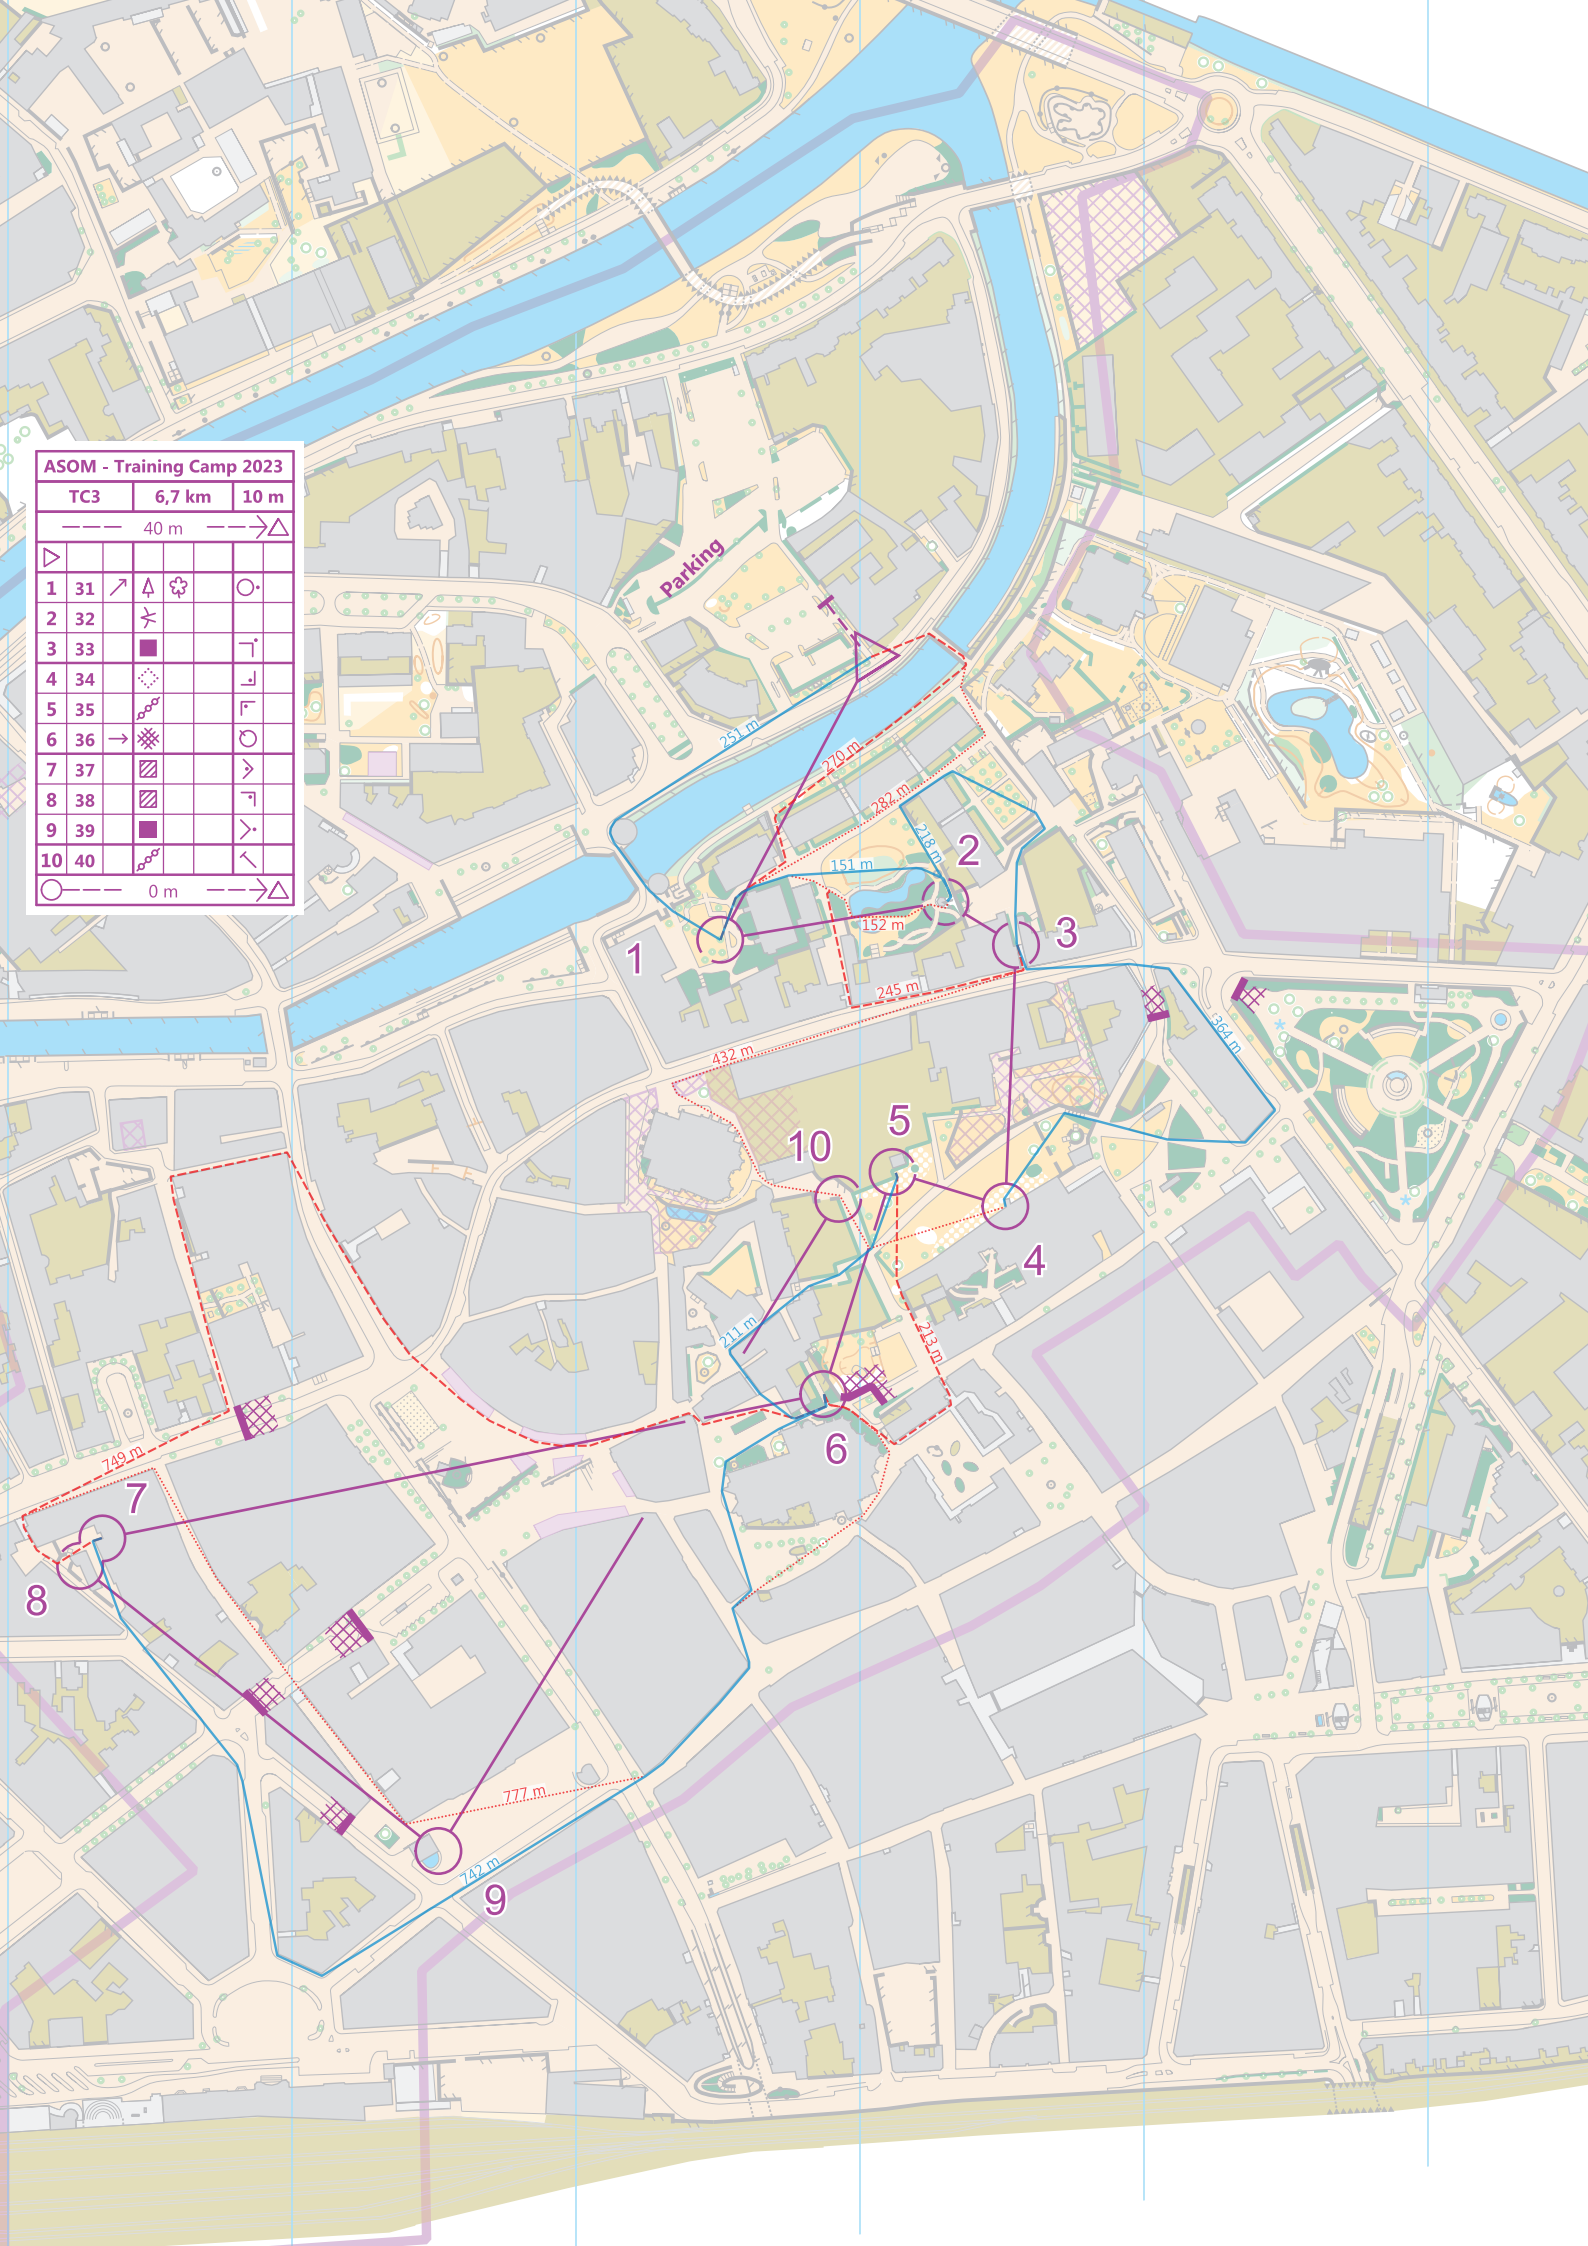 ASOM - Training Camp 2023
TC3 6,7 km 10 m
40 m
1 31
2 32
3 33
4 34
5 35
6 36
7 37
8 38
9 39
10 40
0 m
Parking
251 m
270 m
282 m
218 m
2
151 m
152 m
1
3
245 m
364 m
432 m
5
10
4
211 m
213 m
6
749 m
7
8
777 m
742 m
9